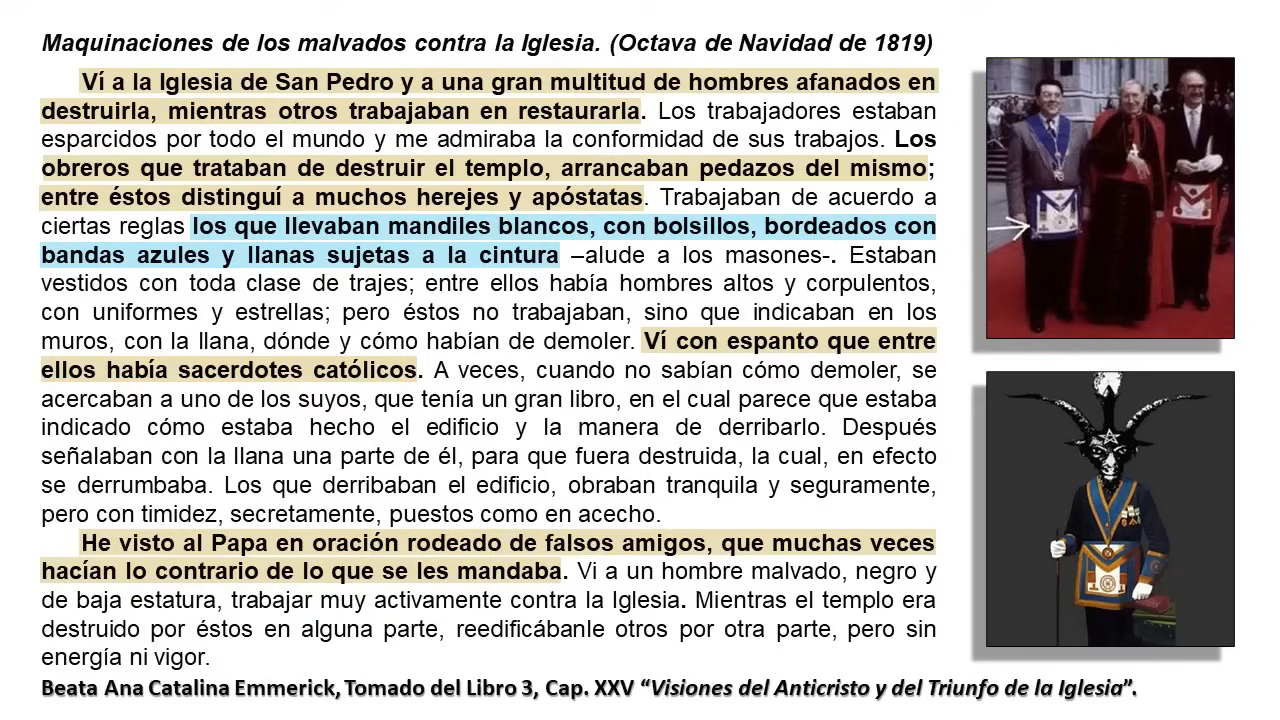 Maquinaciones de los malvados contra la Iglesia. (Octava de Navidad de 1819)
Ví a la Iglesia de San Pedro y a una gran multitud de hombres afanados en
destruirla, mientras otros trabajaban en restaurarla. Los trabajadores estaban
esparcidos por todo el mundo y me admiraba la conformidad de sus trabajos. Los
obreros que trataban de destruir el templo, arrancaban pedazos del mismo;
entre éstos distinguí a muchos herejes y apóstatas. Trabajaban de acuerdo a
ciertas reglas los que llevaban mandiles blancos, con bolsillos, bordeados con
bandas azules y llanas sujetas a la cintura –alude a los masones-. Estaban
vestidos con toda clase de trajes; entre ellos había hombres altos y corpulentos,
con uniformes y estrellas; pero éstos no trabajaban, sino que indicaban en los
muros, con la llana, dónde y cómo habían de demoler. Ví con espanto que entre
ellos había sacerdotes católicos. A veces, cuando no sabían cómo demoler, se
acercaban a uno de los suyos, que tenía un gran libro, en el cual parece que estaba
indicado cómo estaba hecho el edificio y la manera de derribarlo. Después
señalaban con la llana una parte de él, para que fuera destruida, la cual, en efecto
se derrumbaba. Los que derribaban el edificio, obraban tranquila y seguramente,
pero con timidez, secretamente, puestos como en acecho.
He visto al Papa en oración rodeado de falsos amigos, que muchas veces
hacían lo contrario de lo que se les mandaba. Vi a un hombre malvado, negro y
de baja estatura, trabajar muy activamente contra la Iglesia. Mientras el templo era
destruido por éstos en alguna parte, reedificábanle otros por otra parte, pero sin
energía ni vigor.
Beata Ana Catalina Emmerick, Tomado del Libro 3, Cap. XXV “Visiones del Anticristo y del Triunfo de la Iglesia”.